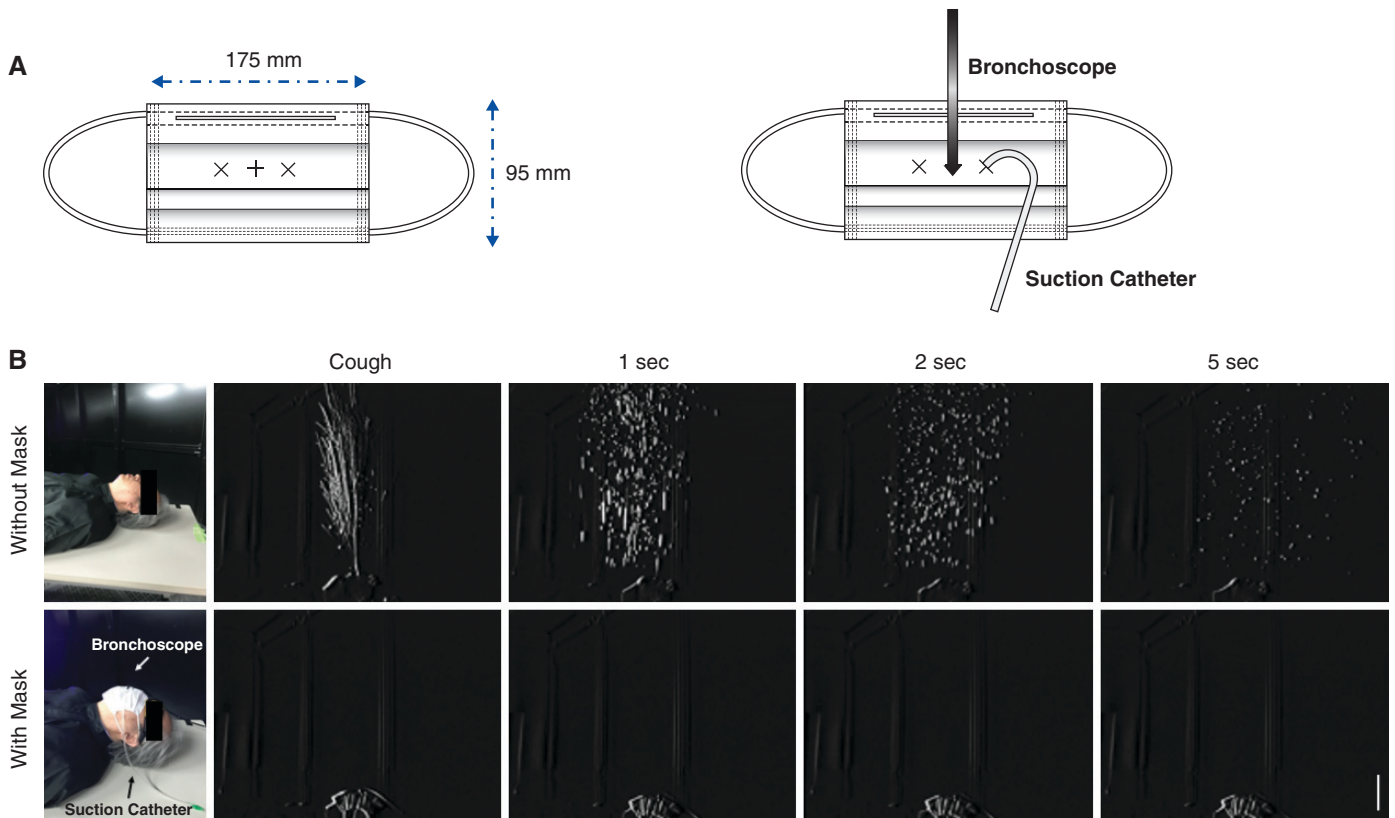 A
175 mm
95 mm
Bronchoscope
Suction Catheter
B
Cough
1 sec
2 sec
5 sec
Without Mask
With Mask
Bronchoscope
Suction Catheter